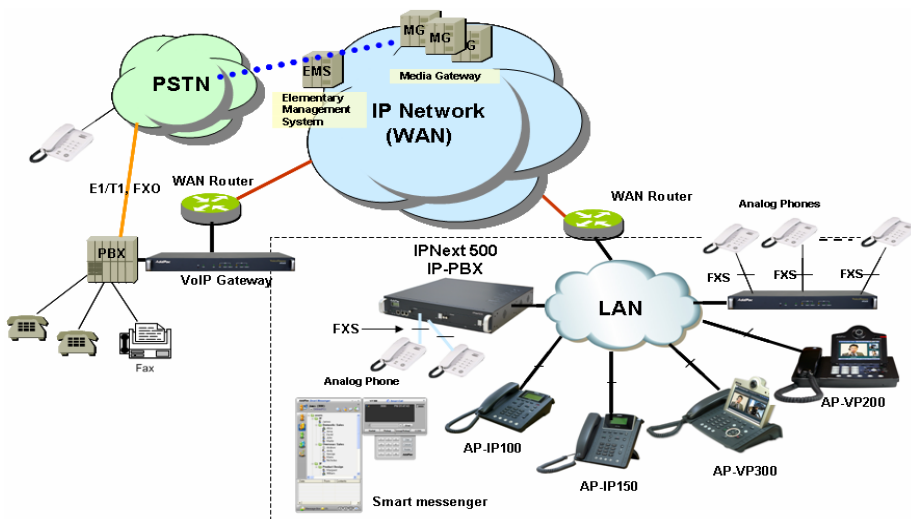 MG
MG
G
EMS
Media Gateway
PSTN
Elementary
Management
System
IP Network
(WAN)
E1/T1, FXO
WAN Router
WAN Router
Analog Phones
PBX
VoIP Gateway
IPNext 500
IP-PBX
FXS
FXS
FXS
LAN
FXS
Fax
Analog Phone
AP-VP200
AP-IP100
AP-VP300
AP-IP150
Smart messenger